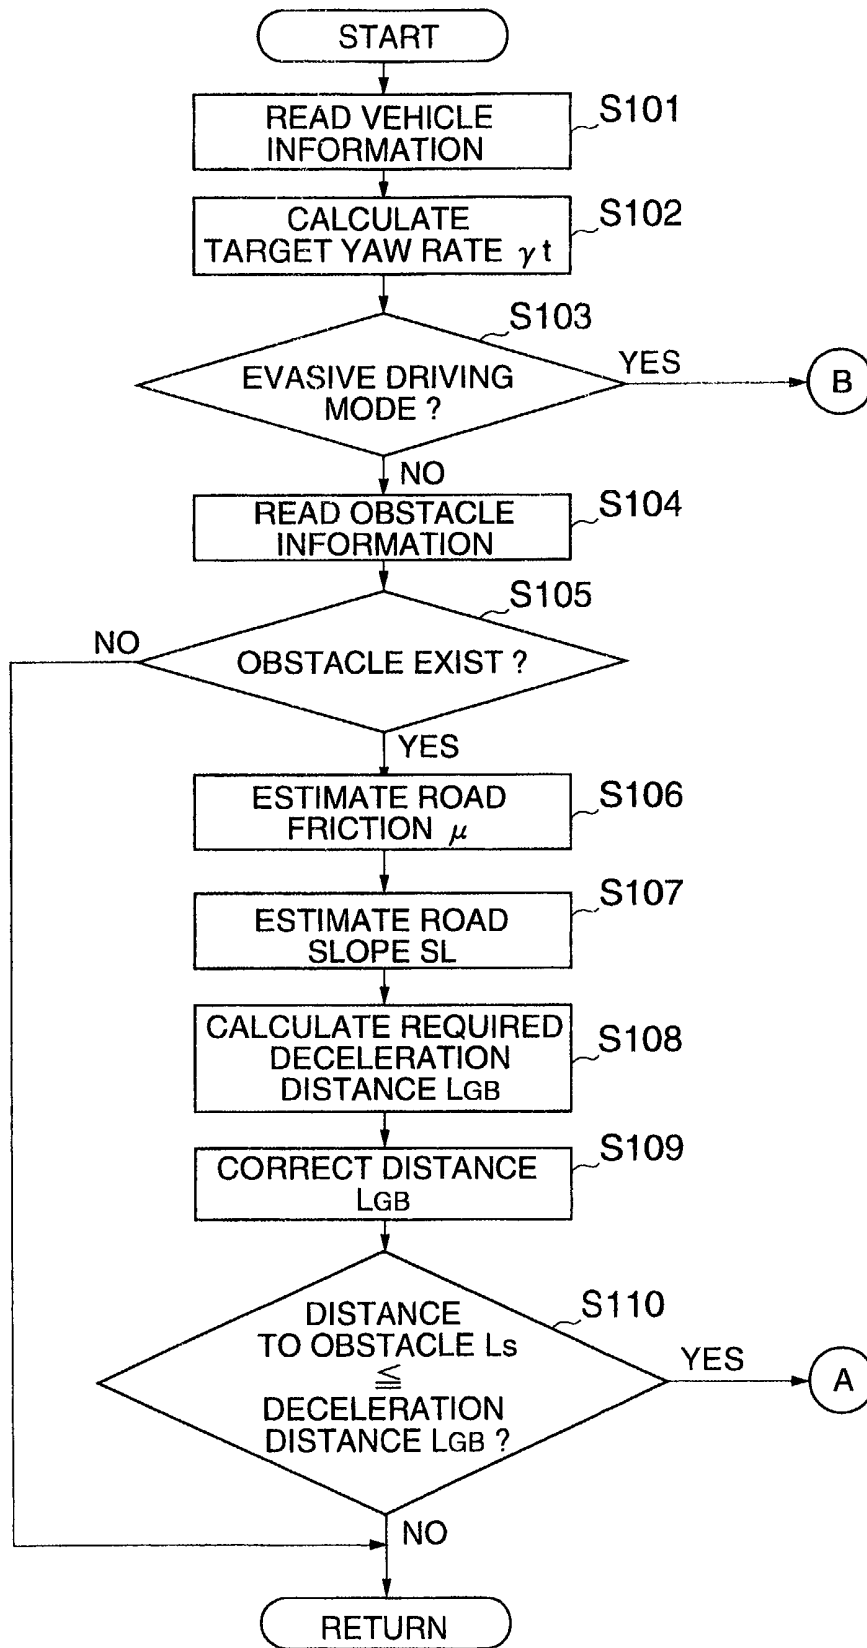 START
READ VEHICLE
INFORMATION
S101
CALCULATE
TARGET YAW RATE γt
S102
S103
EVASIVE DRIVING
MODE ?
YES
B
NO
READ OBSTACLE
INFORMATION
S104
S105
NO
OBSTACLE EXIST ?
YES
ESTIMATE ROAD
FRICTION μ
S106
ESTIMATE ROAD
SLOPE SL
S107
CALCULATE REQUIRED
DECELERATION
DISTANCE LGB
S108
CORRECT DISTANCE
LGB
S109
S110
DISTANCE
TO OBSTACLE Ls
≦
DECELERATION
DISTANCE LGB ?
YES
A
NO
RETURN